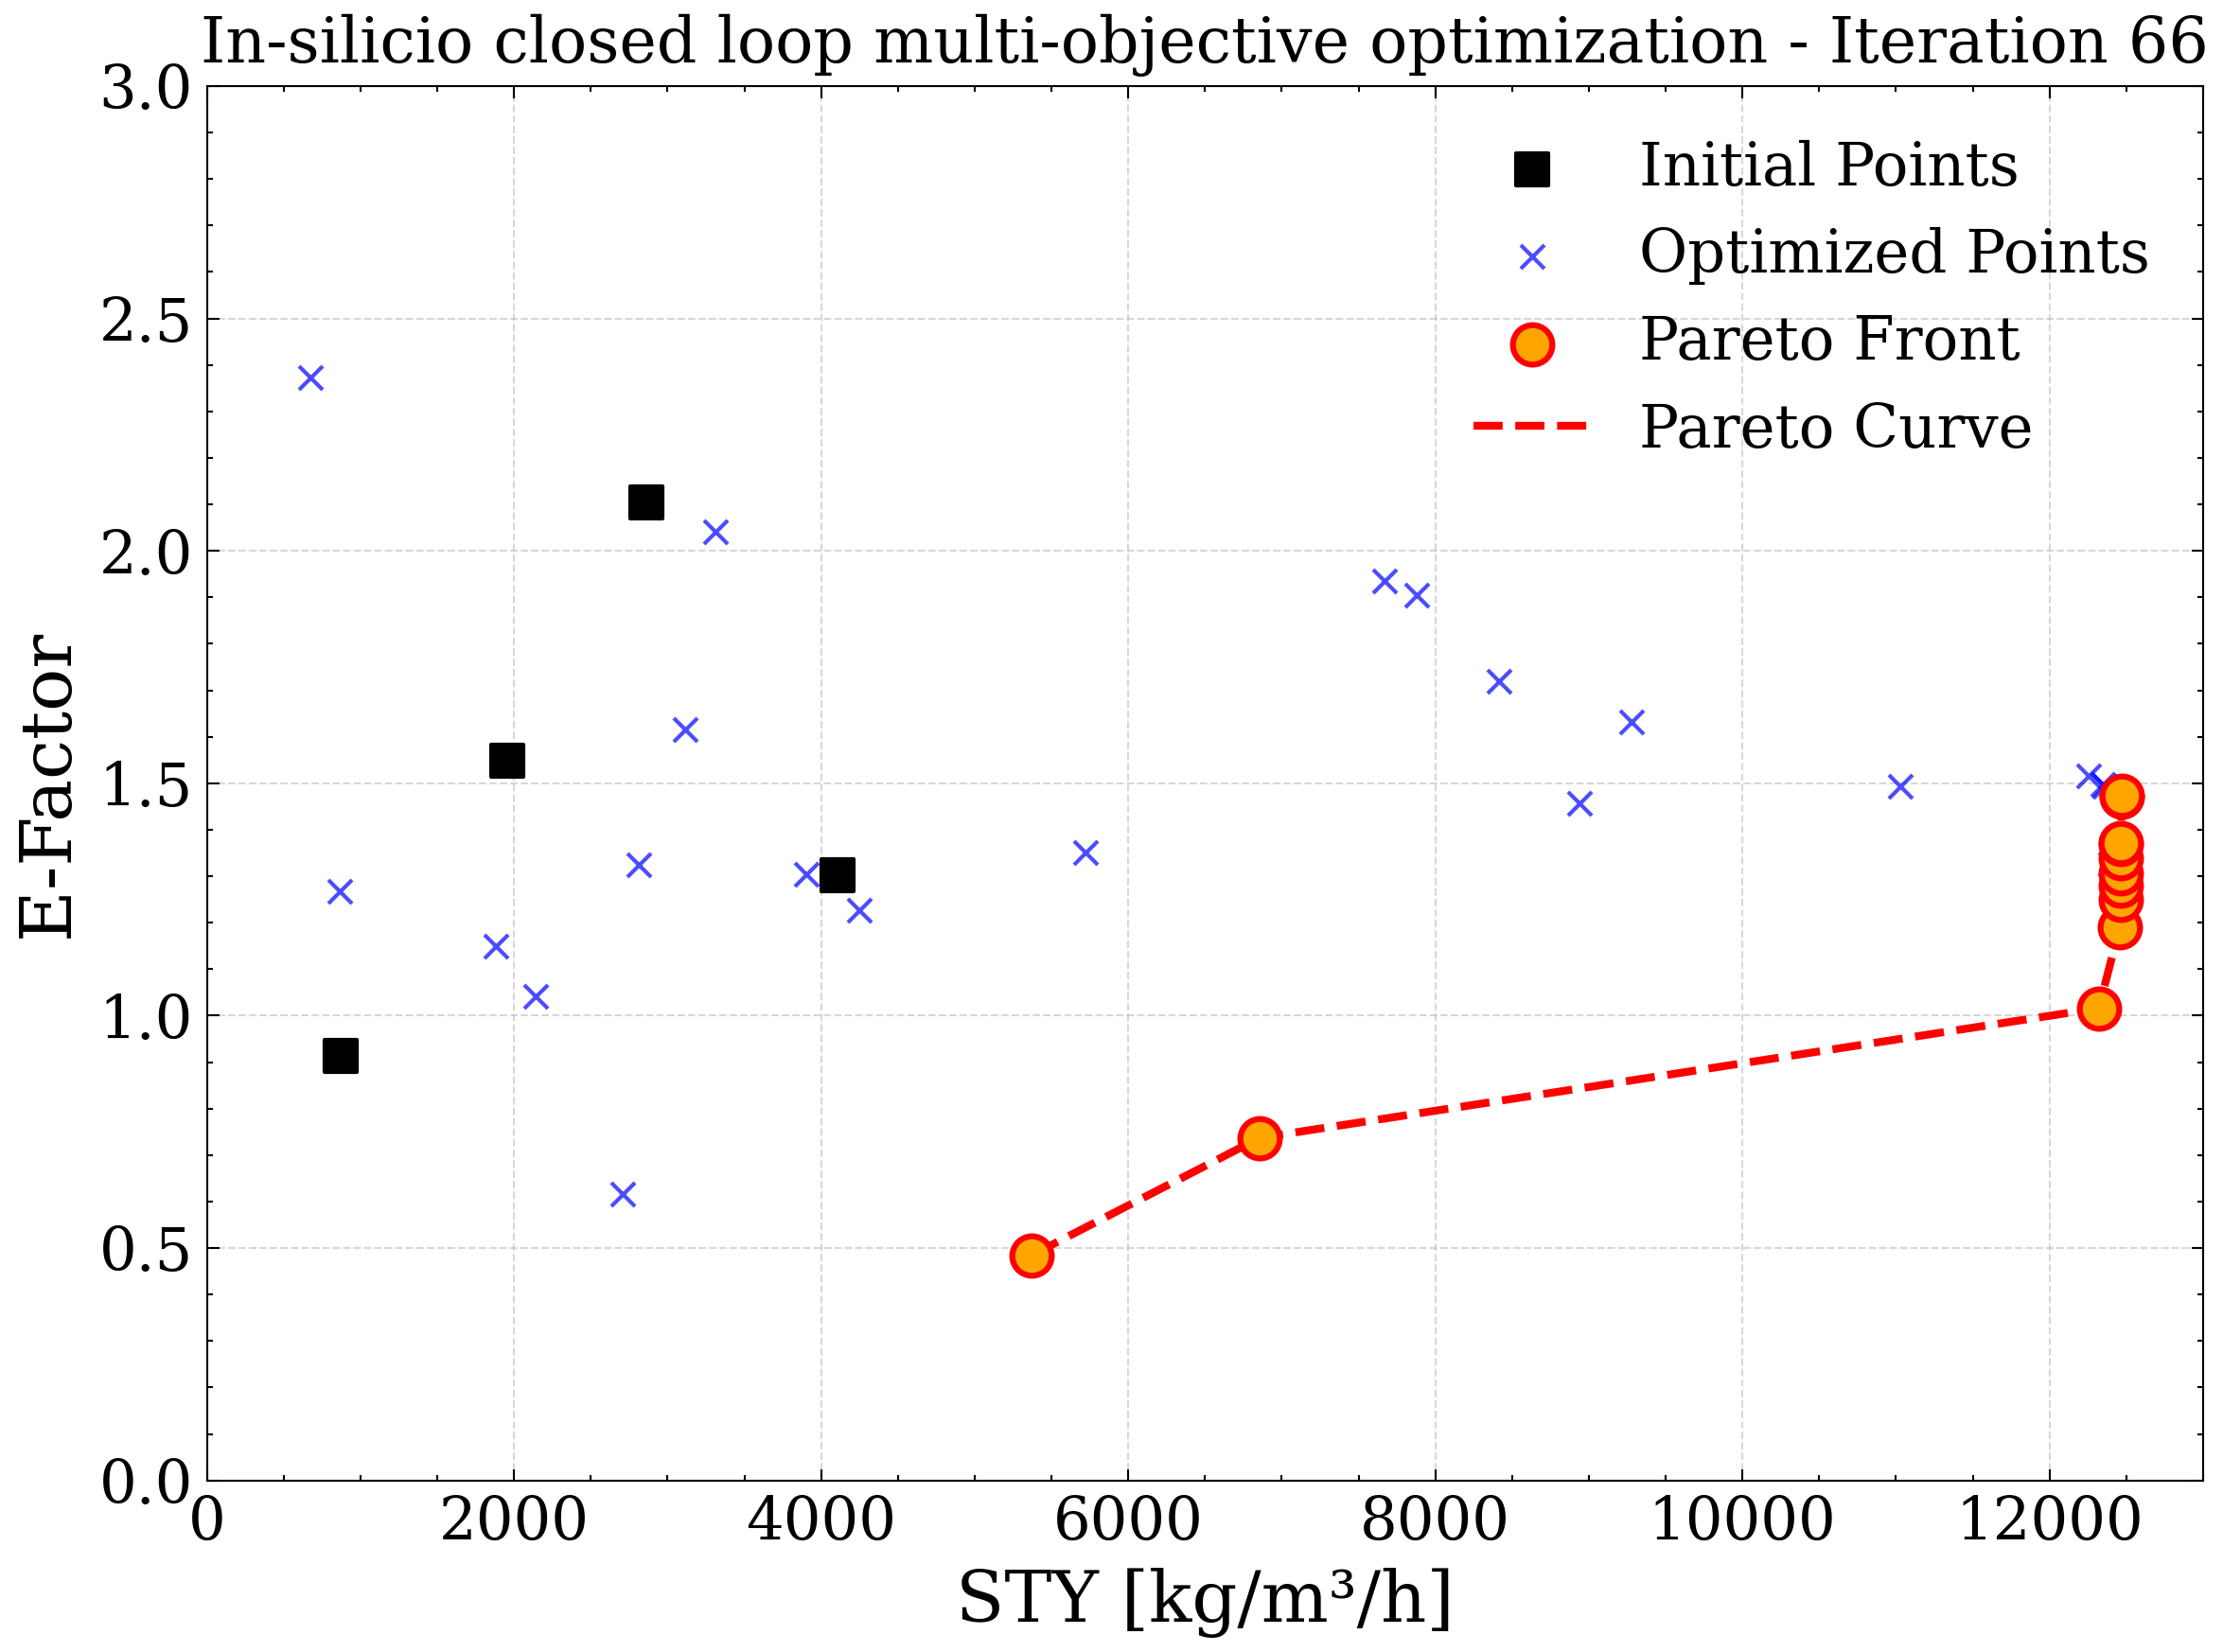 In-silicio closed loop multi-objective optimization - Iteration 66
Initial Points
Optimized Points
Pareto Front
Pareto Curve
E-Factor
3.0
2.5
2.0
1.5
1.0
0.5
0.0
0 2000 4000 6000 8000 10000 12000
STY [kg/m³/h]